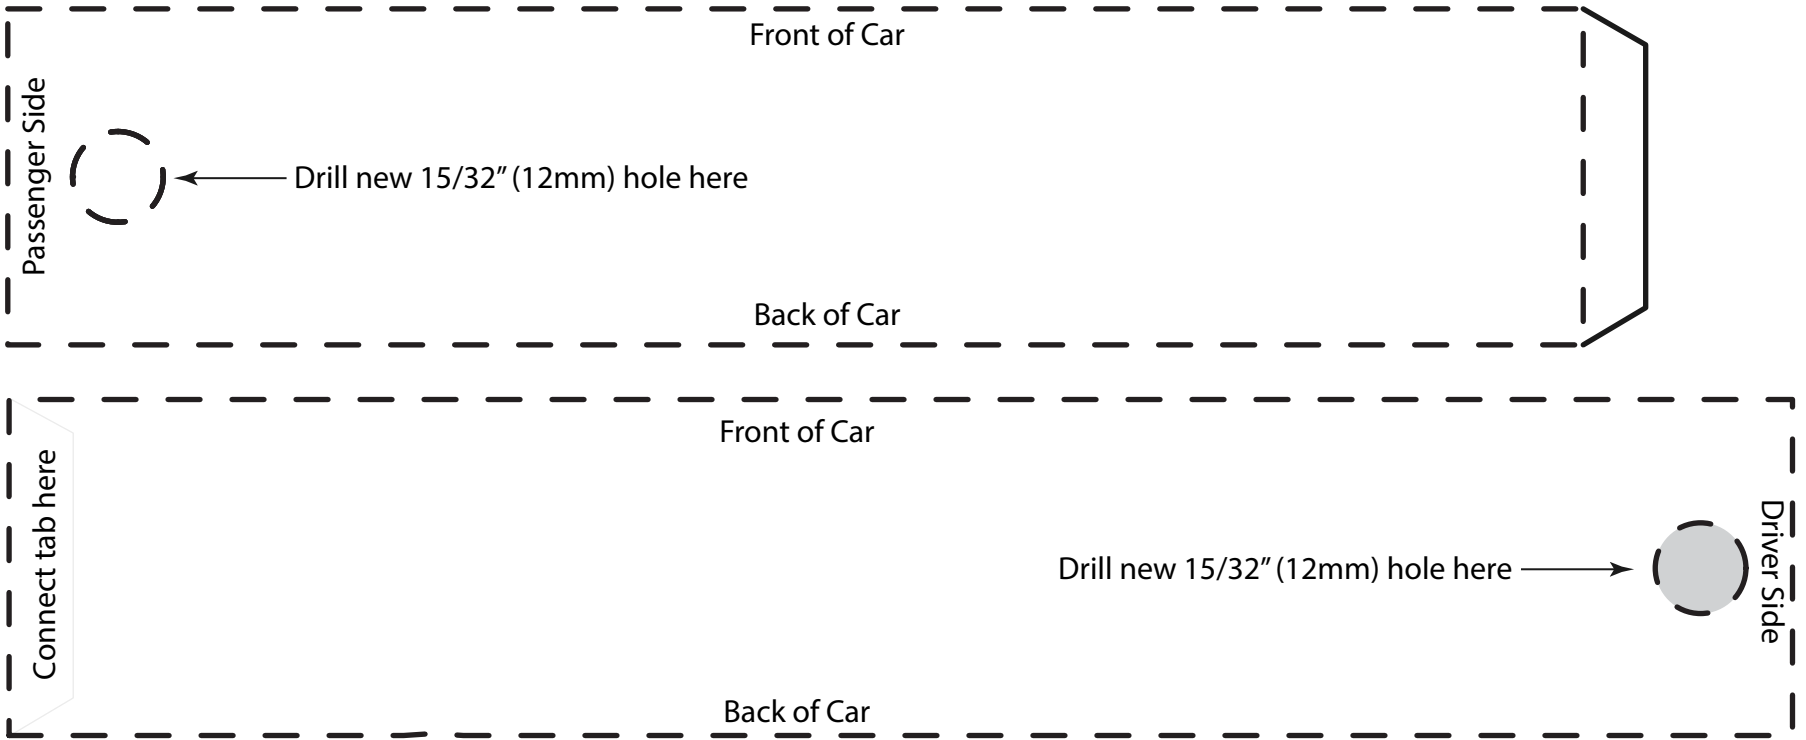 Front of Car
Passenger Side
Drill new 15/32” (12mm) hole here
Back of Car
Front of Car
Connect tab here
Drill new 15/32” (12mm) hole here
Driver Side
Back of Car